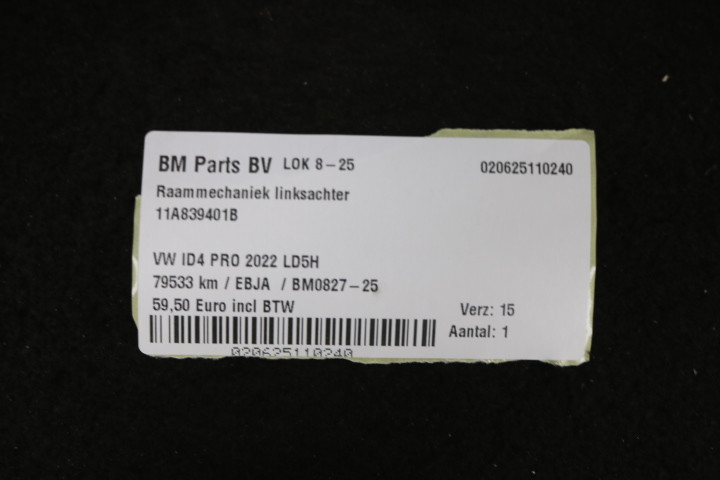 BM Parts BV LOK 8-25 020625110240
Raammechaniek linksachter
11A839401B
VW ID4 PRO 2022 LD5H
79533 km / EBJA / BM0827-25
59,50 Euro incl BTW Verz: 15
Aantal: 1
020625110240